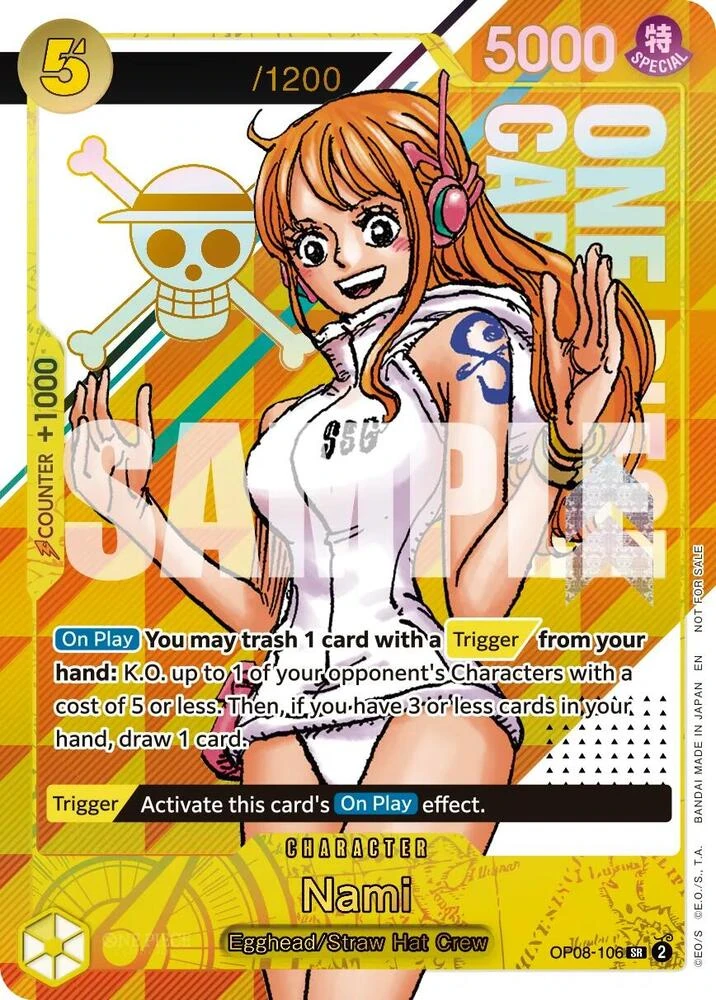 5
/1200
5000
特
SPECIAL
ONE PIECE
CARD
COUNTER +1000
SSG
SAMPLE
On Play You may trash 1 card with a Trigger from your
hand: K.O. up to 1 of your opponent's Characters with a
cost of 5 or less. Then, if you have 3 or less cards in your
hand, draw 1 card.
Trigger Activate this card's On Play effect.
CHARACTER
Nami
ONE PIECE
Egghead/Straw Hat Crew
OP08-106 SR 2
©E.O/S ©E.O./S., T.A. BANDAI MADE IN JAPAN EN NOT FOR SALE